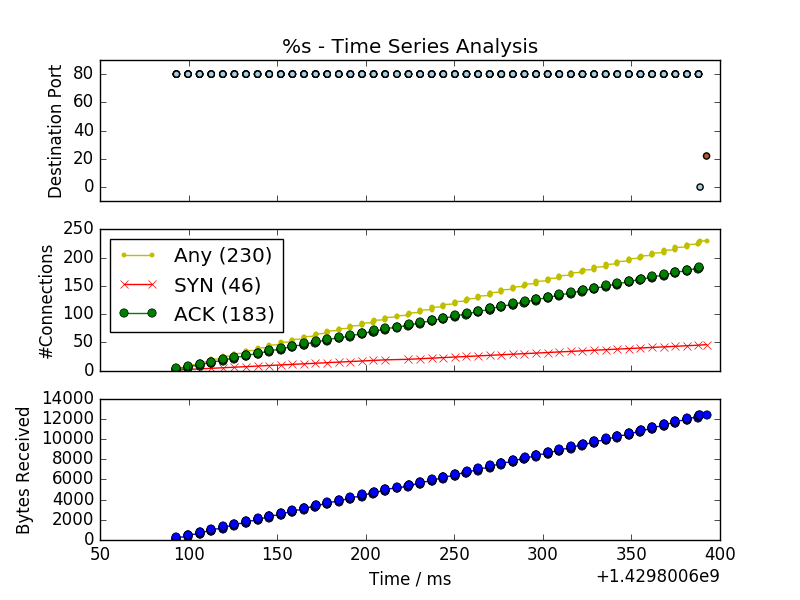 %s - Time Series Analysis
Destination Port
80
60
40
20
0
#Connections
250
200
150
100
50
0
Any (230)
SYN (46)
ACK (183)
Bytes Received
14000
12000
10000
8000
6000
4000
2000
0
50 100 150 200 250 300 350 400
Time / ms
+1.4298006e9